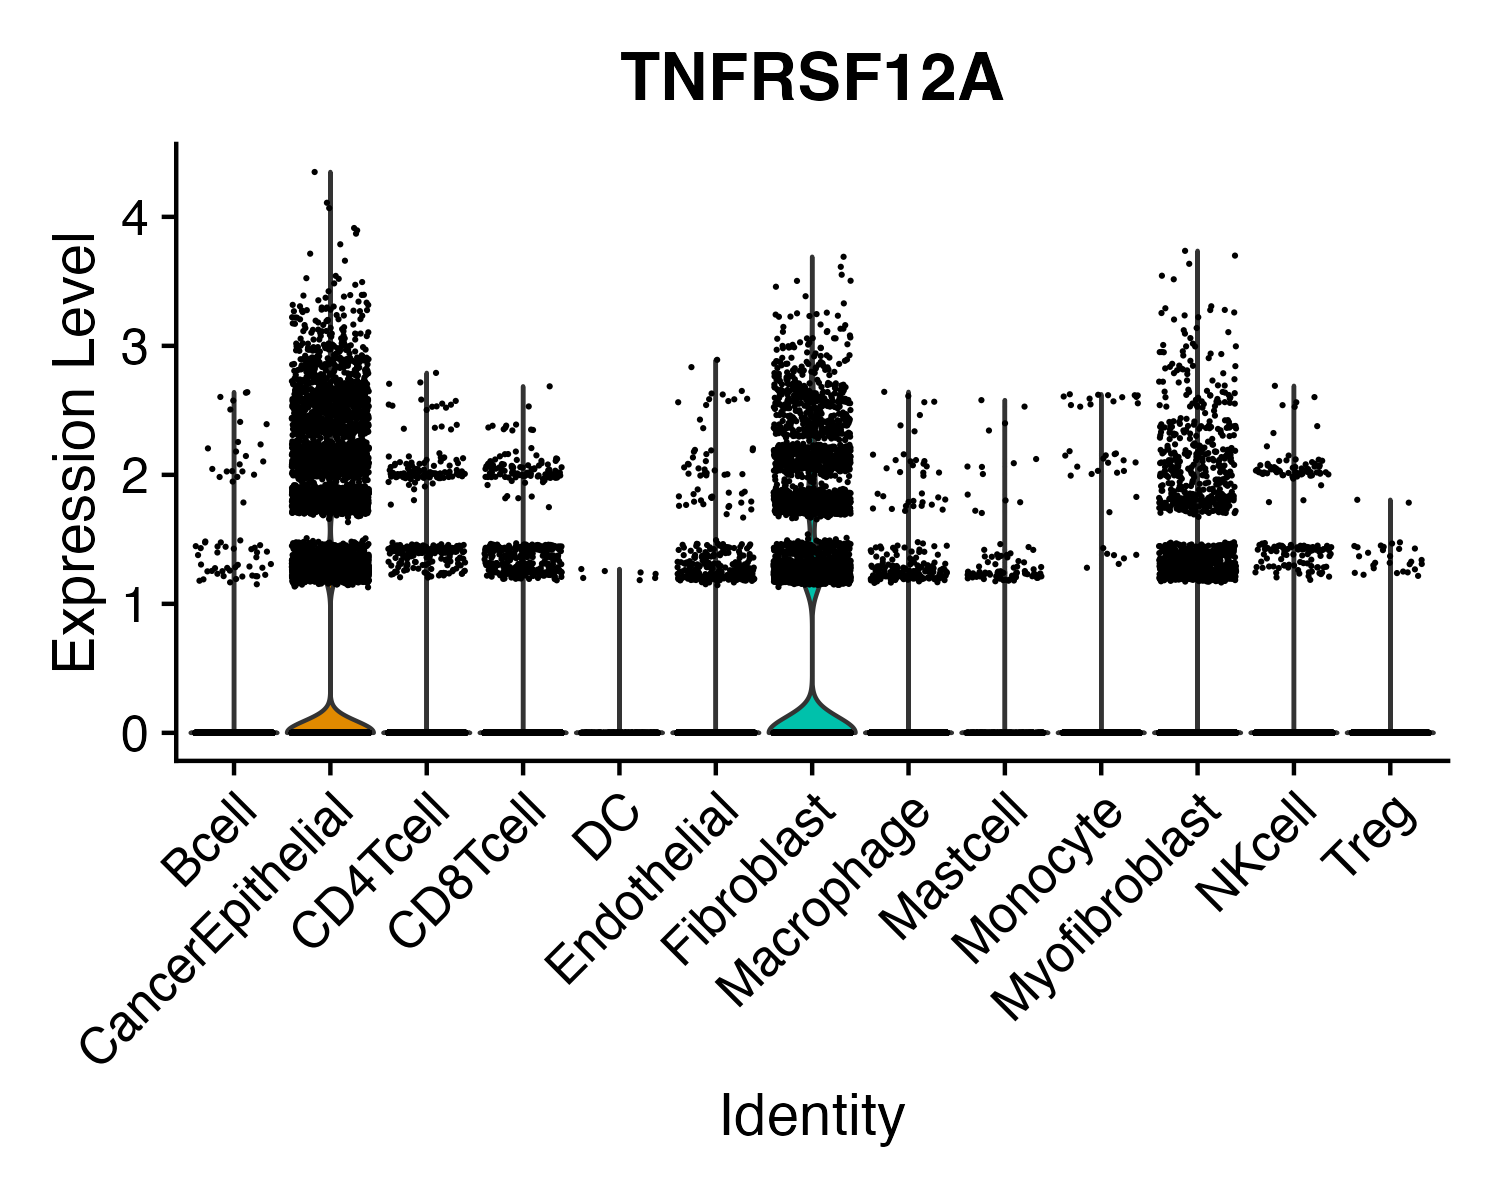 TNFRSF12A
Expression Level
4
3
2
1
0
Bcell
CancerEpithelial
CD4Tcell
CD8Tcell
DC
Endothelial
Fibroblast
Macrophage
Mastcell
Monocyte
Myofibroblast
NKcell
Treg
Identity